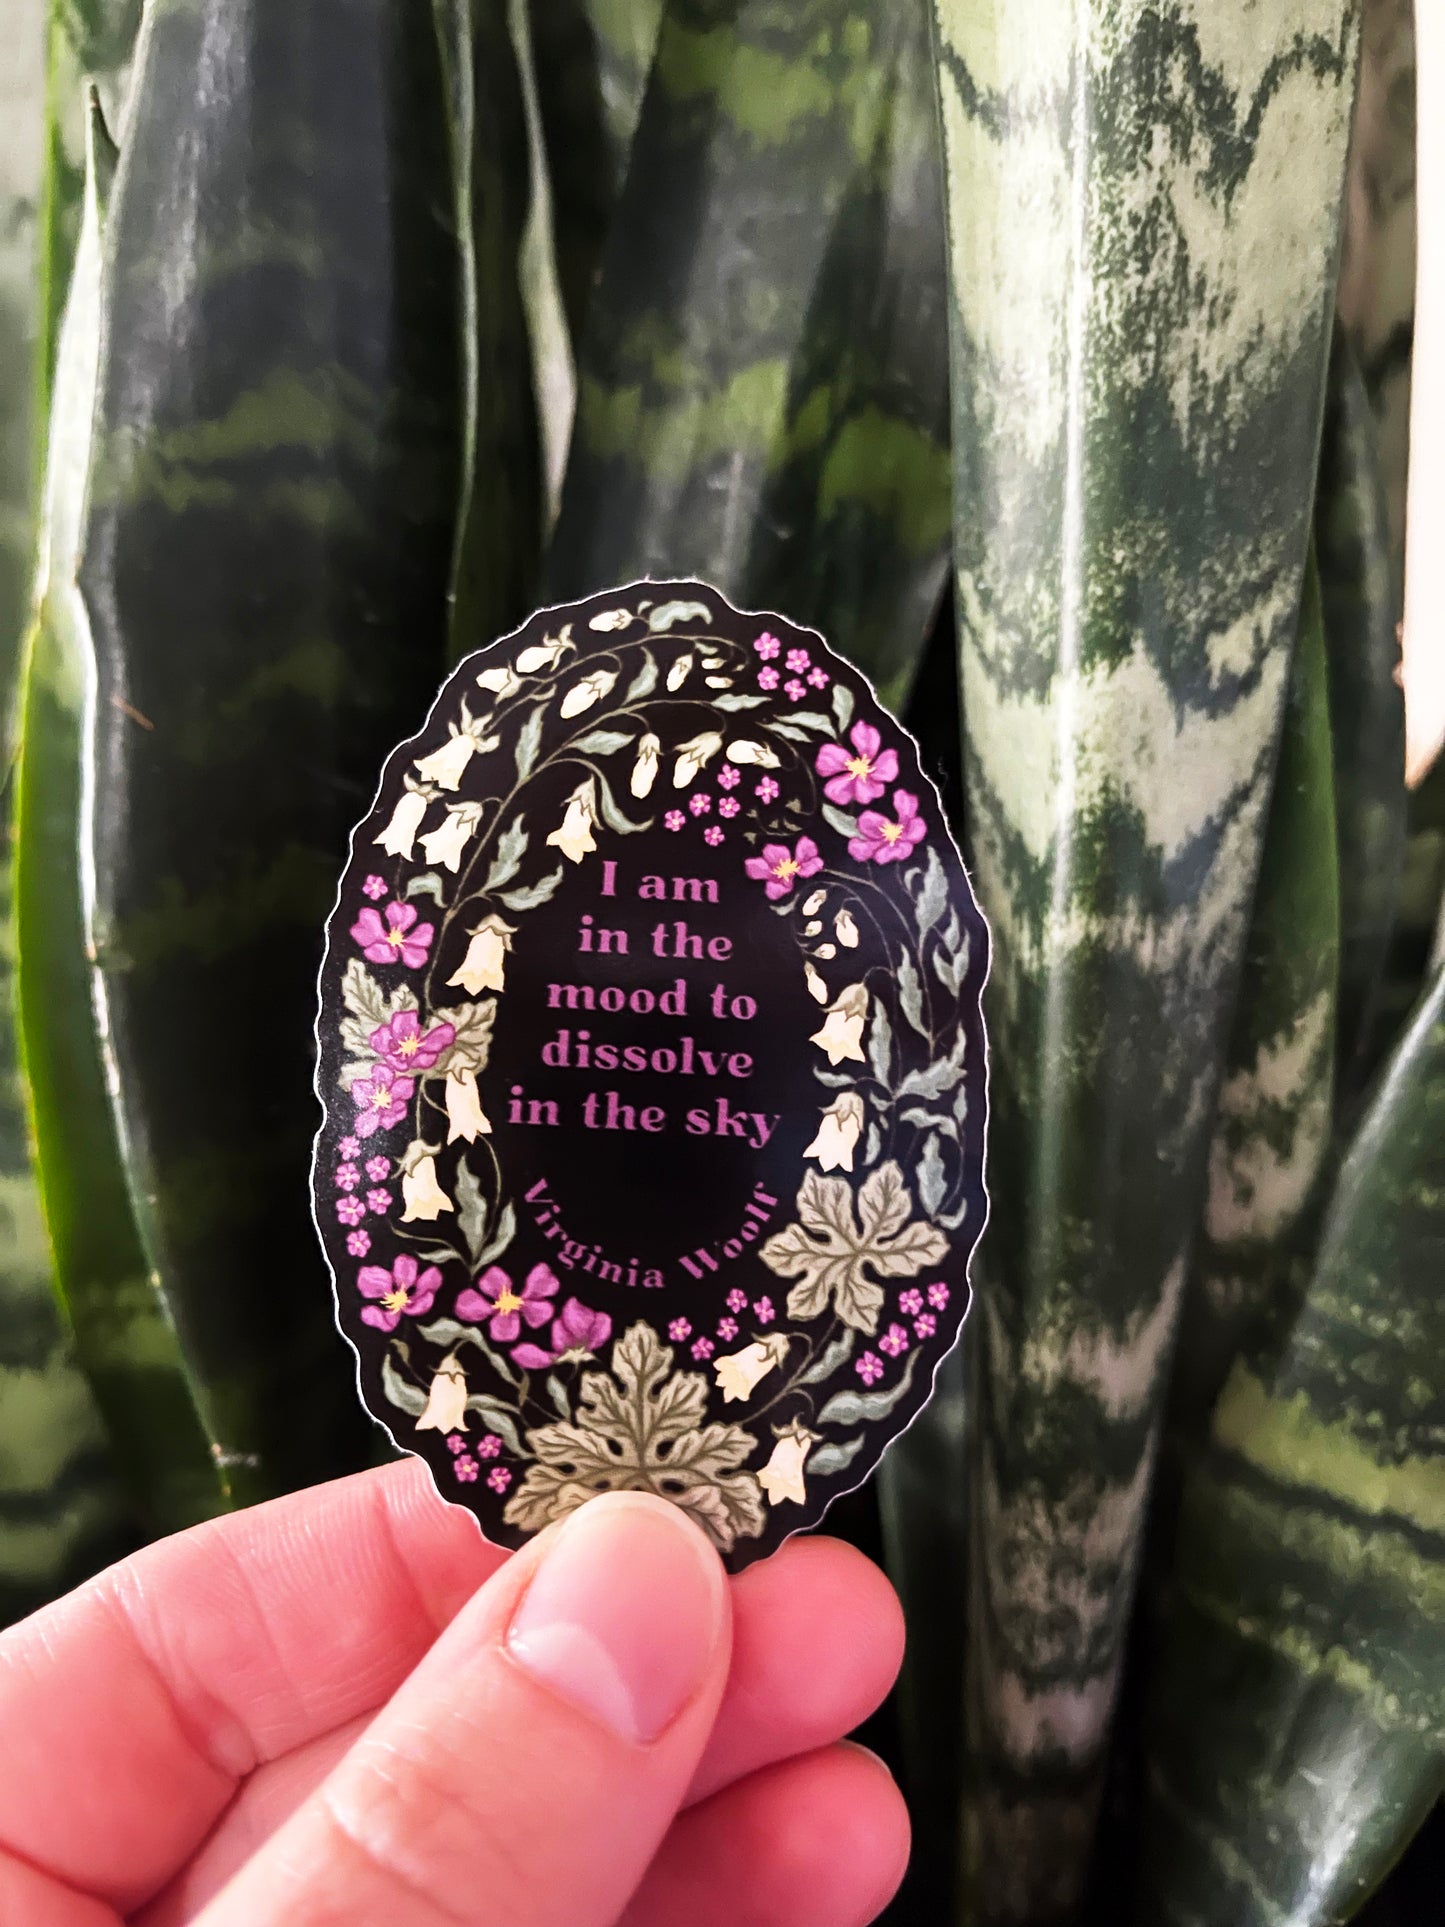 I am
in the
mood to
dissolve
in the sky
Virginia Woolf